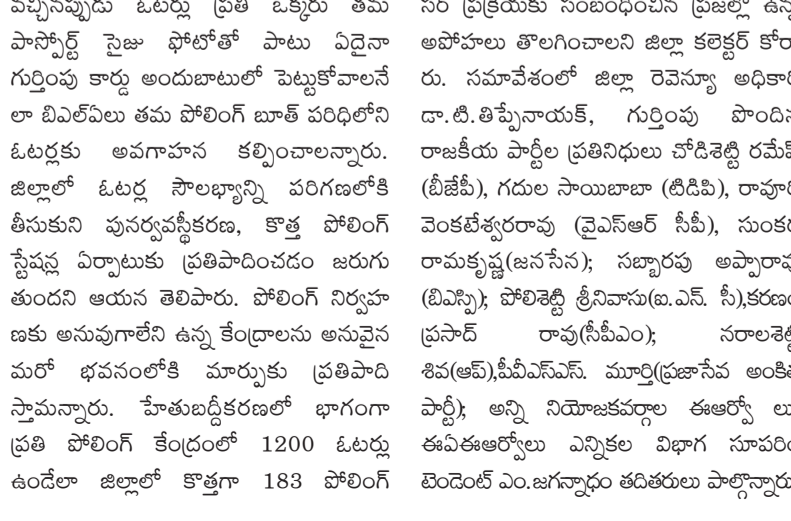 వచ్చినప్పుడు ఓటర్లు ప్రతి ఒక్కరు తమ
పాస్పోర్ట్ సైజు ఫోటోతో పాటు ఏదైనా
గుర్తింపు కార్డు అందుబాటులో పెట్టుకోవాలనే
లా బిఎల్ఏలు తమ పోలింగ్ బూత్ పరిధిలోని
ఓటర్లకు అవగాహన కల్పించాలన్నారు.
జిల్లాలో ఓటర్ల సౌలభ్యాన్ని పరిగణలోకి
తీసుకుని పునర్వవస్థీకరణ, కొత్త పోలింగ్
స్టేషన్ల ఏర్పాటుకు ప్రతిపాదించడం జరుగు
తుందని ఆయన తెలిపారు. పోలింగ్ నిర్వహ
ణకు అనువుగాలేని ఉన్న కేంద్రాలను అనువైన
మరో భవనంలోకి మార్పుకు ప్రతిపాది
స్తామన్నారు. హేతుబద్దీకరణలో భాగంగా
ప్రతి పోలింగ్ కేంద్రంలో 1200 ఓటర్లు
ఉండేలా జిల్లాలో కొత్తగా 183 పోలింగ్
సర్ ప్రక్రియకు సంబంధించిన ప్రజల్లో ఉన్న
అపోహలు తొలగించాలని జిల్లా కలెక్టర్ కోరా
రు. సమావేశంలో జిల్లా రెవెన్యూ అధికారి
డా.టి.తిప్పేనాయక్, గుర్తింపు పొందిన
రాజకీయ పార్టీల ప్రతినిధులు చోడిశెట్టి రమేష్
(బీజేపీ), గదుల సాయిబాబా (టిడిపి), రావూరి
వెంకటేశ్వరరావు (వైఎస్ఆర్ సీపీ), సుంకర
రామకృష్ణ(జనసేన); సబ్బారపు అప్పారావు
(బిఎస్పి); పోలిశెట్టి శ్రీనివాసు(ఐ.ఎన్. సీ),కరణం
ప్రసాద్ రావు(సీపీఎం); నరాలశెట్టి
శివ(ఆప్),పీవీఎస్ఎస్. మూర్తి(ప్రజాసేవ అంకిత
పార్టీ); అన్ని నియోజకవర్గాల ఈఆర్వో లు
ఈఏఈఆర్వోలు ఎన్నికల విభాగ సూపరిం
టెండెంట్ ఎం.జగన్నాధం తదితరులు పాల్గొన్నారు